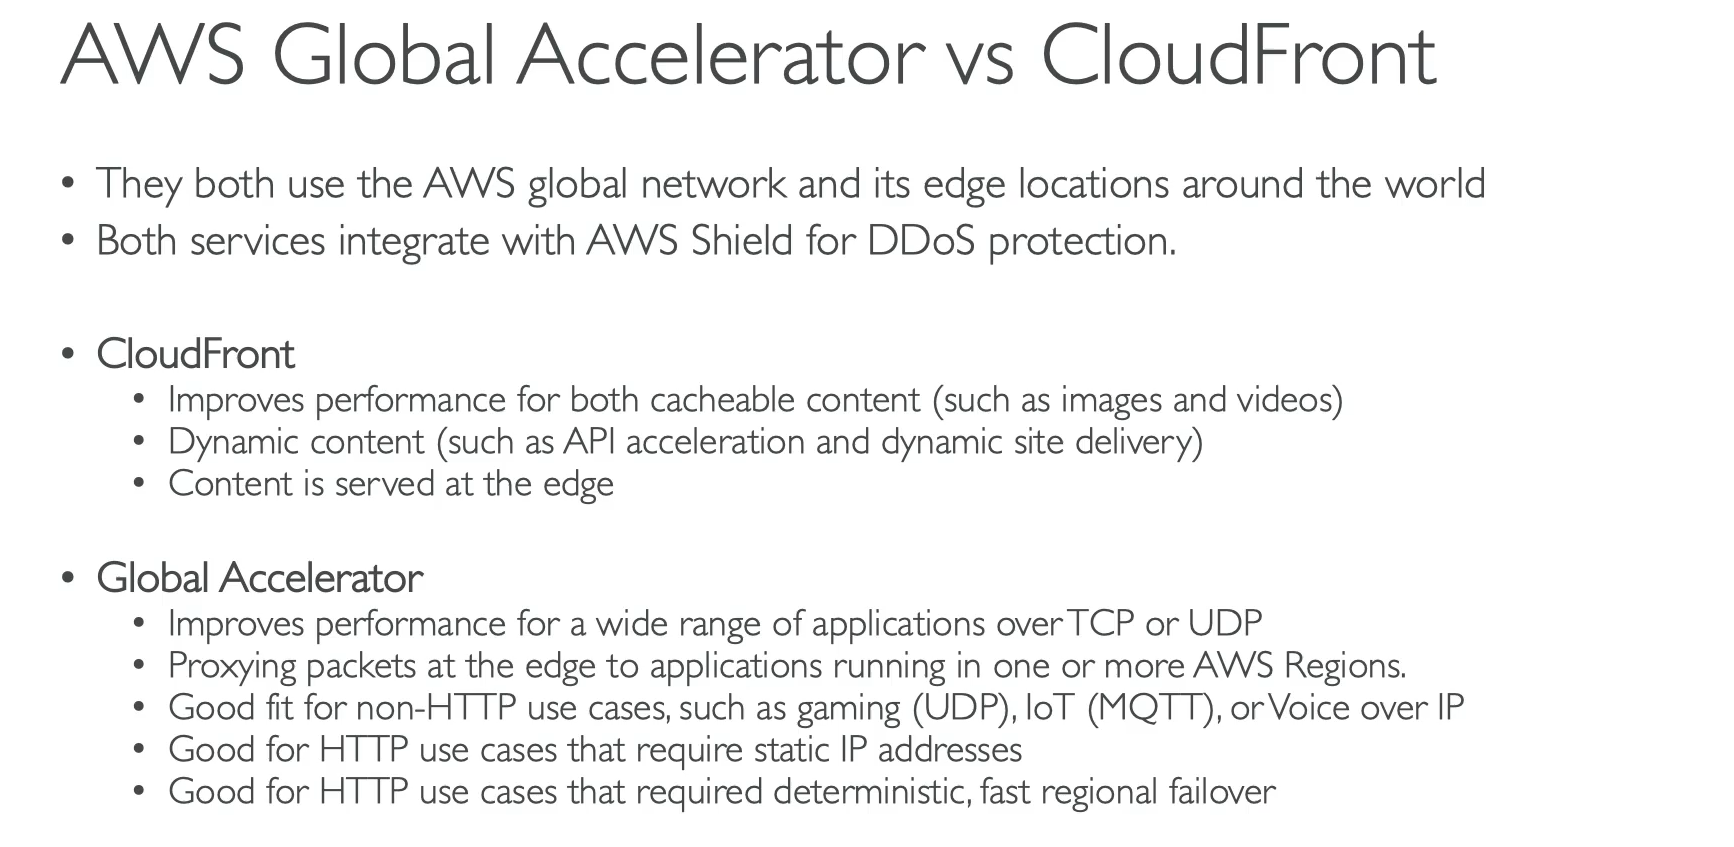 AWS Global Accelerator vs CloudFront
• They both use the AWS global network and its edge locations around the world
• Both services integrate with AWS Shield for DDoS protection.
• CloudFront
• Improves performance for both cacheable content (such as images and videos)
• Dynamic content (such as API acceleration and dynamic site delivery)
• Content is served at the edge
• Global Accelerator
• Improves performance for a wide range of applications over TCP or UDP
• Proxying packets at the edge to applications running in one or more AWS Regions.
• Good fit for non-HTTP use cases, such as gaming (UDP), IoT (MQTT), or Voice over IP
• Good for HTTP use cases that require static IP addresses
• Good for HTTP use cases that required deterministic, fast regional failover